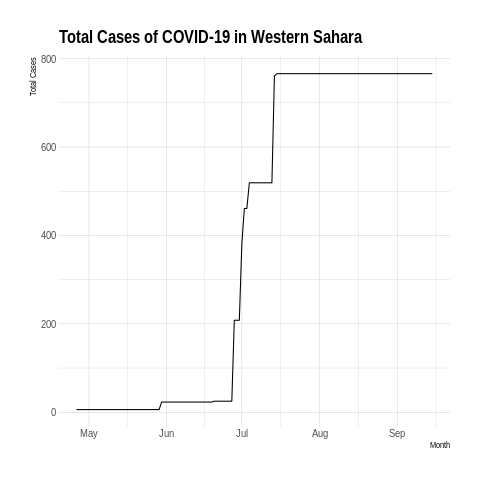 Total Cases of COVID-19 in Western Sahara
Total Cases
800
600
400
200
0
May Jun Jul Aug Sep
Month